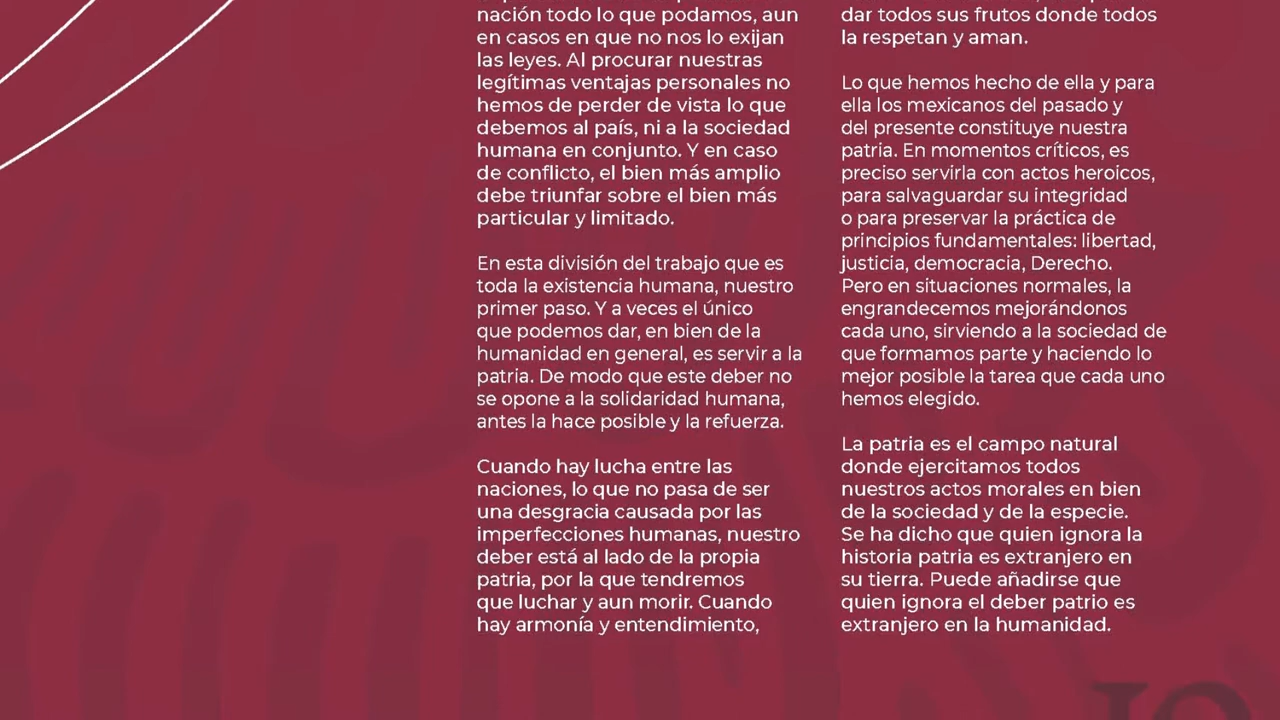 nación todo lo que podamos, aun
en casos en que no nos lo exijan
las leyes. Al procurar nuestras
legítimas ventajas personales no
hemos de perder de vista lo que
debemos al país, ni a la sociedad
humana en conjunto. Y en caso
de conflicto, el bien más amplio
debe triunfar sobre el bien más
particular y limitado.
En esta división del trabajo que es
toda la existencia humana, nuestro
primer paso. Y a veces el único
que podemos dar, en bien de la
humanidad en general, es servir a la
patria. De modo que este deber no
se opone a la solidaridad humana,
antes la hace posible y la refuerza.
Cuando hay lucha entre las
naciones, lo que no pasa de ser
una desgracia causada por las
imperfecciones humanas, nuestro
deber está al lado de la propia
patria, por la que tendremos
que luchar y aun morir. Cuando
hay armonía y entendimiento,
dar todos sus frutos donde todos
la respetan y aman.
Lo que hemos hecho de ella y para
ella los mexicanos del pasado y
del presente constituye nuestra
patria. En momentos críticos, es
preciso servirla con actos heroicos,
para salvaguardar su integridad
o para preservar la práctica de
principios fundamentales: libertad,
justicia, democracia, Derecho.
Pero en situaciones normales, la
engrandecemos mejorándonos
cada uno, sirviendo a la sociedad de
que formamos parte y haciendo lo
mejor posible la tarea que cada uno
hemos elegido.
La patria es el campo natural
donde ejercitamos todos
nuestros actos morales en bien
de la sociedad y de la especie.
Se ha dicho que quien ignora la
historia patria es extranjero en
su tierra. Puede añadirse que
quien ignora el deber patrio es
extranjero en la humanidad.